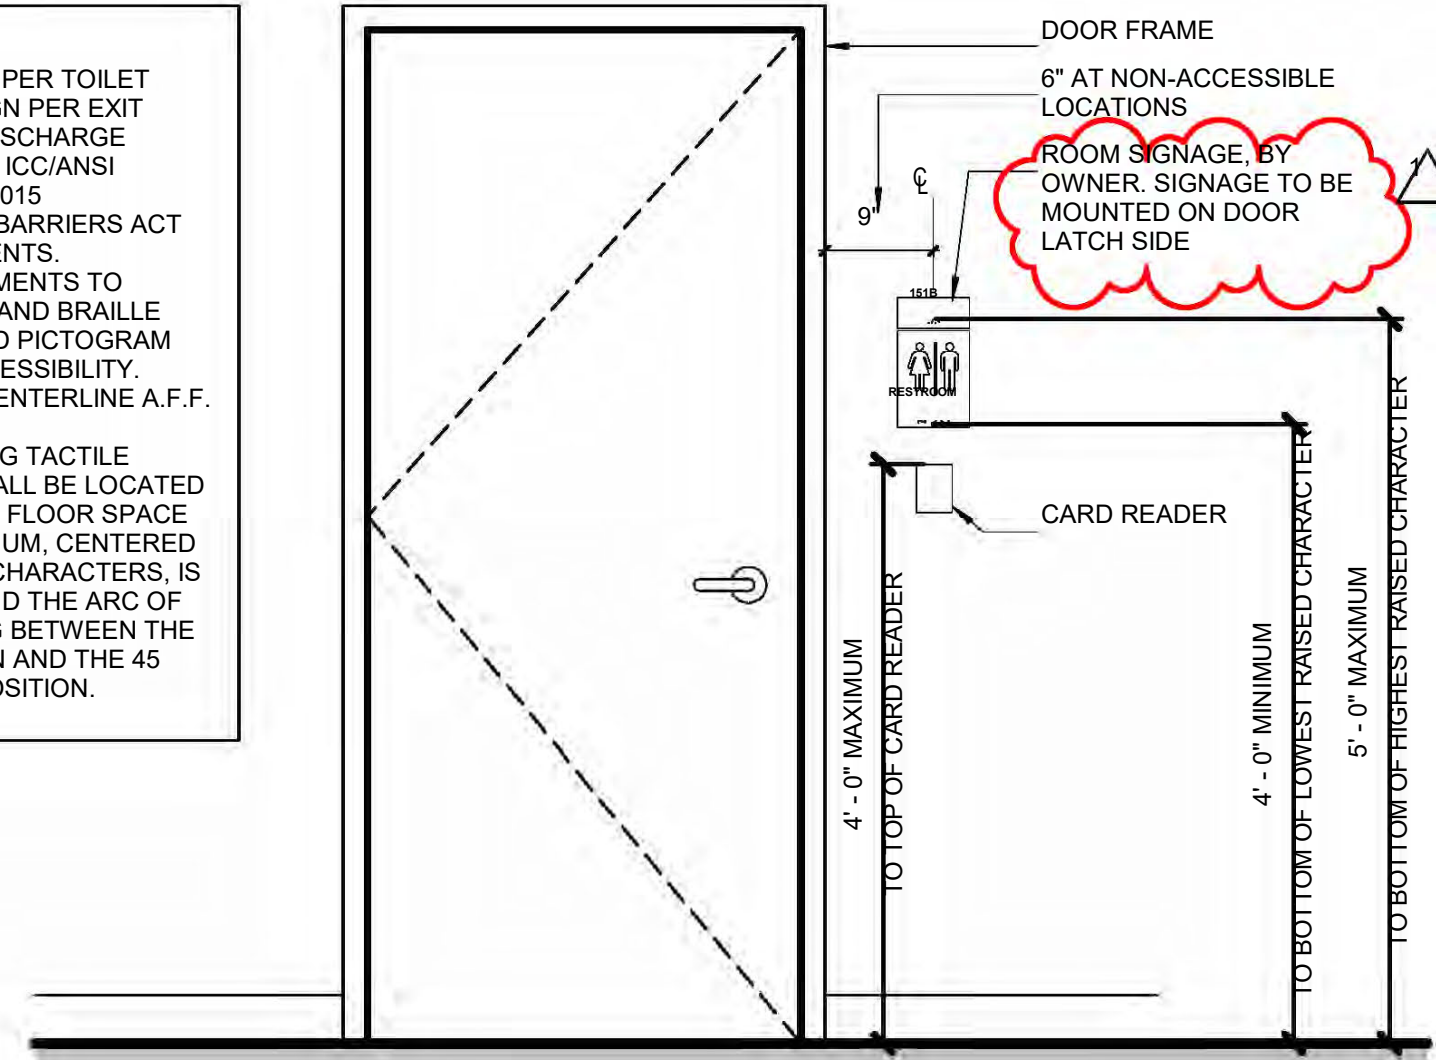 PER TOILET
GN PER EXIT
SCHARGE
ICC/ANSI
015
BARRIERS ACT
ENTS.
MENTS TO
AND BRAILLE
D PICTOGRAM
ESSIBILITY.
ENTERLINE A.F.F.
G TACTILE
ALL BE LOCATED
FLOOR SPACE
UM, CENTERED
CHARACTERS, IS
D THE ARC OF
G BETWEEN THE
N AND THE 45
OSITION.
DOOR FRAME
6" AT NON-ACCESSIBLE
LOCATIONS
ROOM SIGNAGE, BY
OWNER. SIGNAGE TO BE
MOUNTED ON DOOR
LATCH SIDE
1
℄
9"
151B
RESTROOM
CARD READER
4' - 0" MAXIMUM
TO TOP OF CARD READER
4' - 0" MINIMUM
TO BOTTOM OF LOWEST RAISED CHARACTER
5' - 0" MAXIMUM
TO BOTTOM OF HIGHEST RAISED CHARACTER